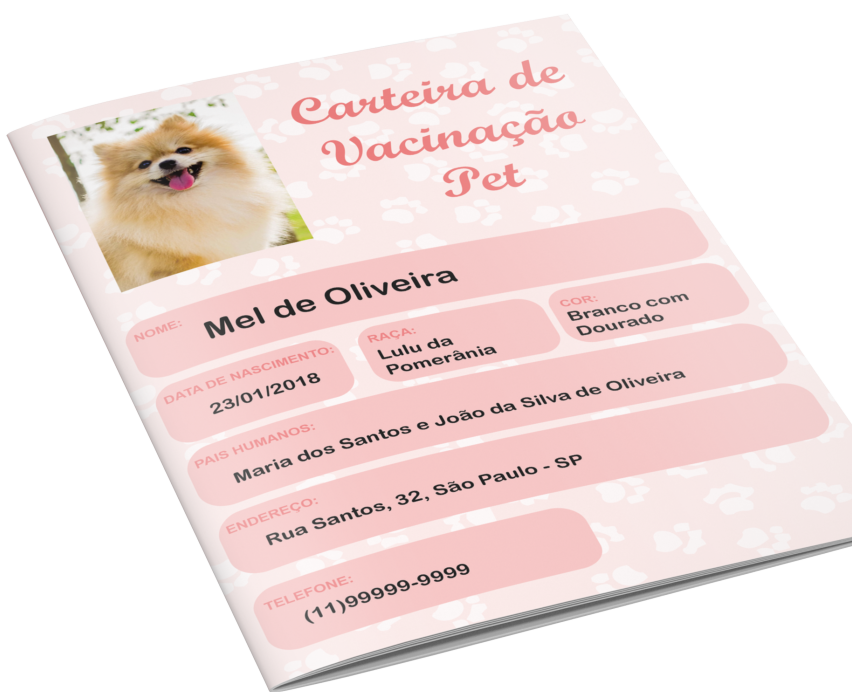 Carteira de
Vacinação
Pet
NOME: Mel de Oliveira
DATA DE NASCIMENTO:
23/01/2018
RAÇA:
Lulu da
Pomerânia
COR:
Branco com
Dourado
PAIS HUMANOS:
Maria dos Santos e João da Silva de Oliveira
ENDEREÇO:
Rua Santos, 32, São Paulo - SP
TELEFONE:
(11)99999-9999